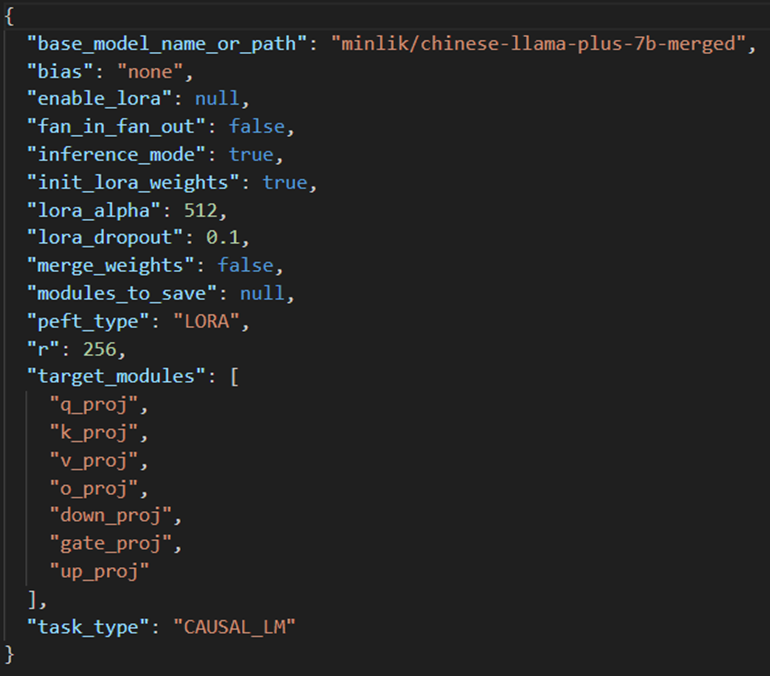 {
"base_model_name_or_path": "minlik/chinese-llama-plus-7b-merged",
"bias": "none",
"enable_lora": null,
"fan_in_fan_out": false,
"inference_mode": true,
"init_lora_weights": true,
"lora_alpha": 512,
"lora_dropout": 0.1,
"merge_weights": false,
"modules_to_save": null,
"peft_type": "LORA",
"r": 256,
"target_modules": [
"q_proj",
"k_proj",
"v_proj",
"o_proj",
"down_proj",
"gate_proj",
"up_proj"
],
"task_type": "CAUSAL_LM"
}